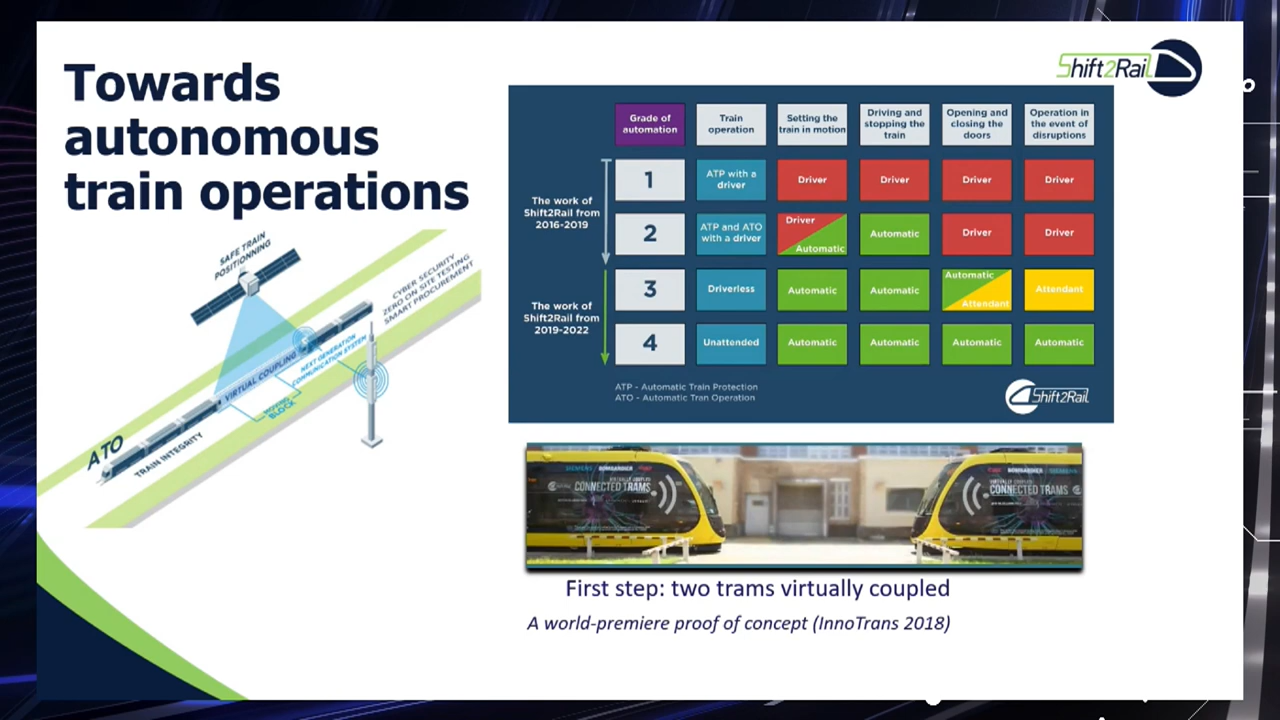 Towards
autonomous
train operations
Shift2Rail
Grade of
automation
Train
operation
Setting the
train in motion
Driving and
stopping the
train
Opening and
closing the
doors
Operation in
the event of
disruptions
The work of
Shift2Rail from
2016-2019
1
ATP with a
driver
Driver
Driver
Driver
Driver
2
ATP and ATO
with a driver
Driver
Automatic
Automatic
Driver
Driver
The work of
Shift2Rail from
2019-2022
3
Driverless
Automatic
Automatic
Automatic
Attendant
Attendant
4
Unattended
Automatic
Automatic
Automatic
Automatic
ATP - Automatic Train Protection
ATO - Automatic Tran Operation
Shift2Rail
SAFE TRAIN
POSITIONNING
CYBER SECURITY
ZERO ON SITE TESTING
SMART PROCUREMENT
VIRTUAL COUPLING
NEXT GENERATION
COMMUNICATION SYSTEM
MOVING
BLOCK
ATO
TRAIN INTEGRITY
SIEMENS BOMBARDIER
VIRTUALLY COUPLED
CONNECTED TRAMS
BOMBARDIER
VIRTUALLY COUPLED
CONNECTED TRAMS
First step: two trams virtually coupled
A world-premiere proof of concept (InnoTrans 2018)